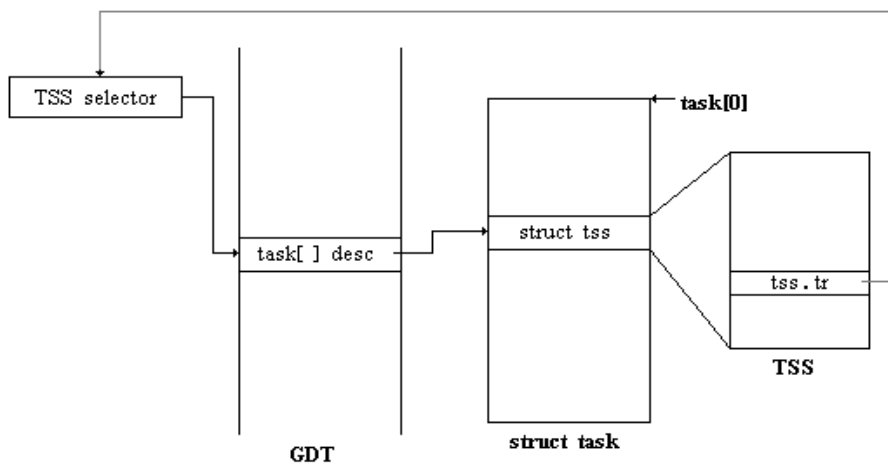 TSS selector
task[ ] desc
GDT
task[0]
struct tss
struct task
tss.tr
TSS